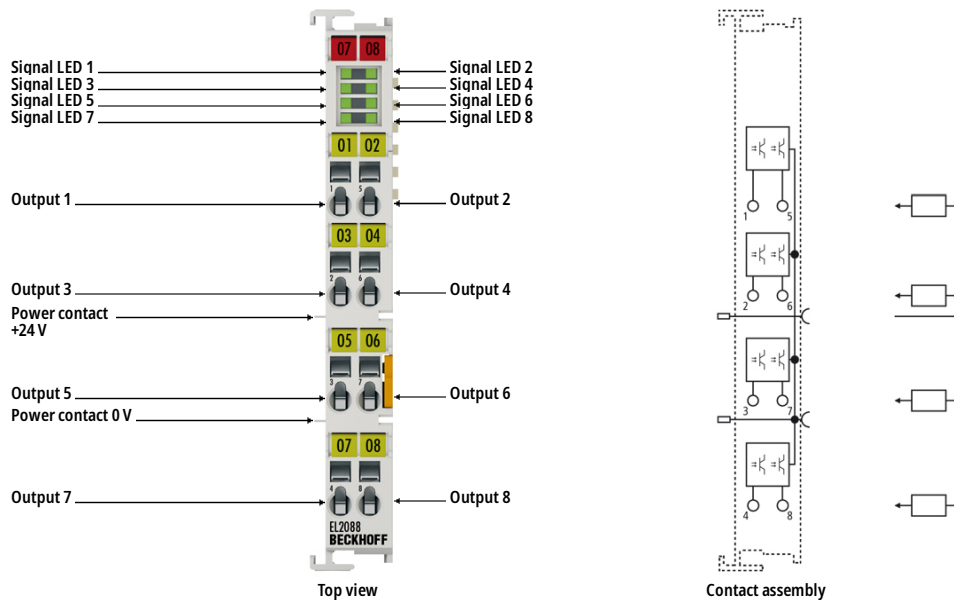 07 08
Signal LED 1
Signal LED 2
Signal LED 3
Signal LED 4
Signal LED 5
Signal LED 6
Signal LED 7
Signal LED 8
01 02
1 5
Output 1
Output 2
03 04
2 6
Output 3
Output 4
Power contact
+24 V
05 06
3 7
Output 5
Output 6
Power contact 0 V
07 08
4 8
Output 7
Output 8
EL2088
BECKHOFF
Top view
1 5
2 6
3 7
4 8
Contact assembly